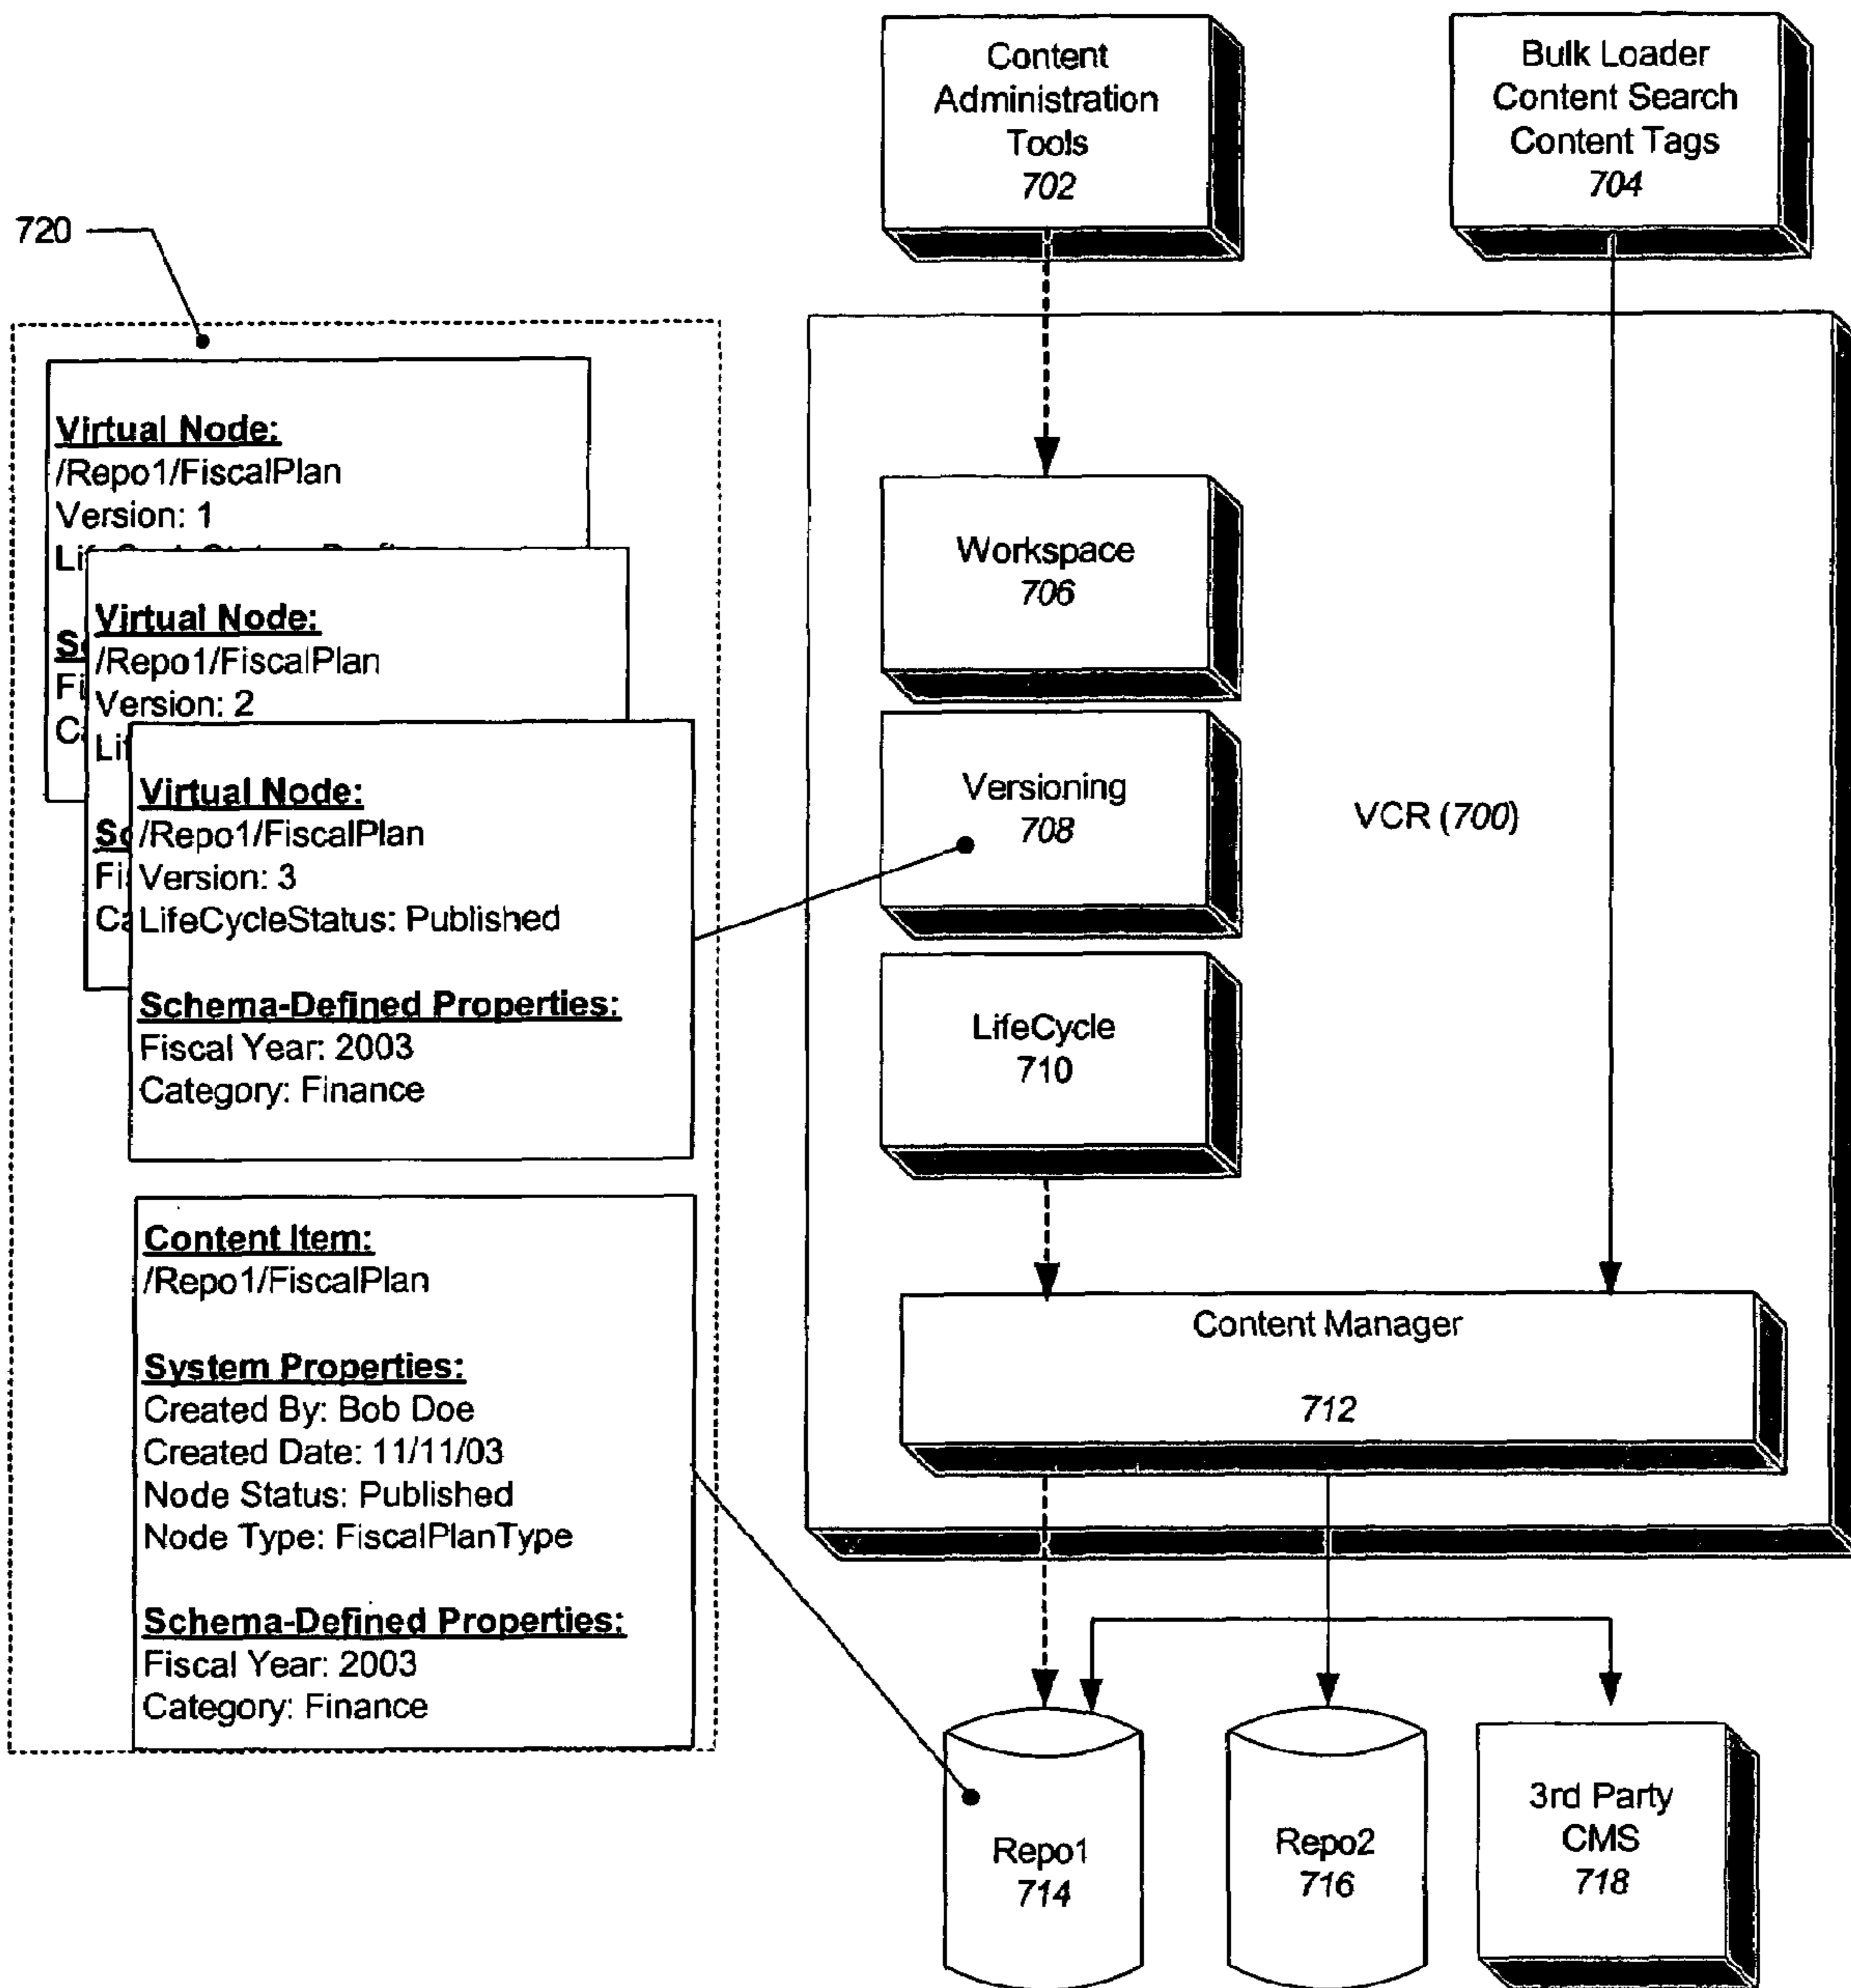 Content
Administration
Tools
702
Bulk Loader
Content Search
Content Tags
704
720
Virtual Node:
/Repo1/FiscalPlan
Version: 1
Virtual Node:
/Repo1/FiscalPlan
Version: 2
Virtual Node:
/Repo1/FiscalPlan
Version: 3
LifeCycleStatus: Published
Schema-Defined Properties:
Fiscal Year: 2003
Category: Finance
Content Item:
/Repo1/FiscalPlan
System Properties:
Created By: Bob Doe
Created Date: 11/11/03
Node Status: Published
Node Type: FiscalPlanType
Schema-Defined Properties:
Fiscal Year: 2003
Category: Finance
Workspace
706
Versioning
708
VCR (700)
LifeCycle
710
Content Manager
712
Repo1
714
Repo2
716
3rd Party
CMS
718